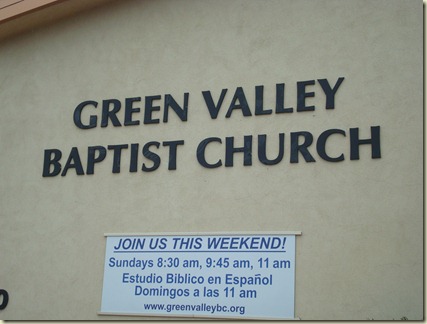 GREEN VALLEY
BAPTIST CHURCH
JOIN US THIS WEEKEND!
Sundays 8:30 am, 9:45 am, 11 am
Estudio Biblico en Español
Domingos a las 11 am
www.greenvalleybc.org